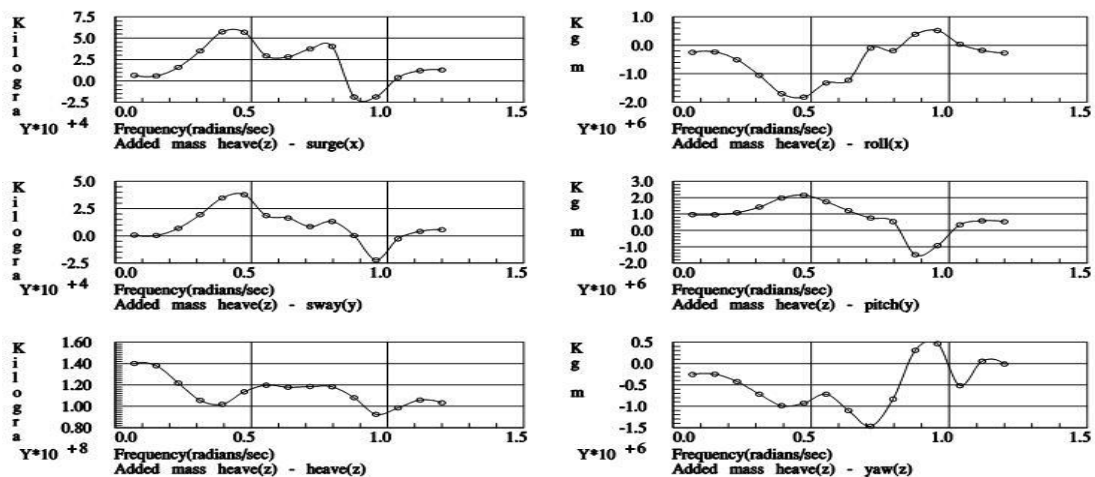 K i l o g r a
7.5
5.0
2.5
0.0
-2.5
0.0 0.5 1.0 1.5
Y*10 +4
Frequency(radians/sec)
Added mass heave(z) - surge(x)
Kg m
1.0
0.0
-1.0
-2.0
0.0 0.5 1.0 1.5
Y*10 +6
Frequency(radians/sec)
Added mass heave(z) - roll(x)
K i l o g r a
5.0
2.5
0.0
-2.5
0.0 0.5 1.0 1.5
Y*10 +4
Frequency(radians/sec)
Added mass heave(z) - sway(y)
Kg m
3.0
2.0
1.0
0.0
-1.0
-2.0
0.0 0.5 1.0 1.5
Y*10 +6
Frequency(radians/sec)
Added mass heave(z) - pitch(y)
K i l o g r a
1.60
1.40
1.20
1.00
0.80
0.0 0.5 1.0 1.5
Y*10 +8
Frequency(radians/sec)
Added mass heave(z) - heave(z)
Kg m
0.5
0.0
-0.5
-1.0
-1.5
0.0 0.5 1.0 1.5
Y*10 +6
Frequency(radians/sec)
Added mass heave(z) - yaw(z)